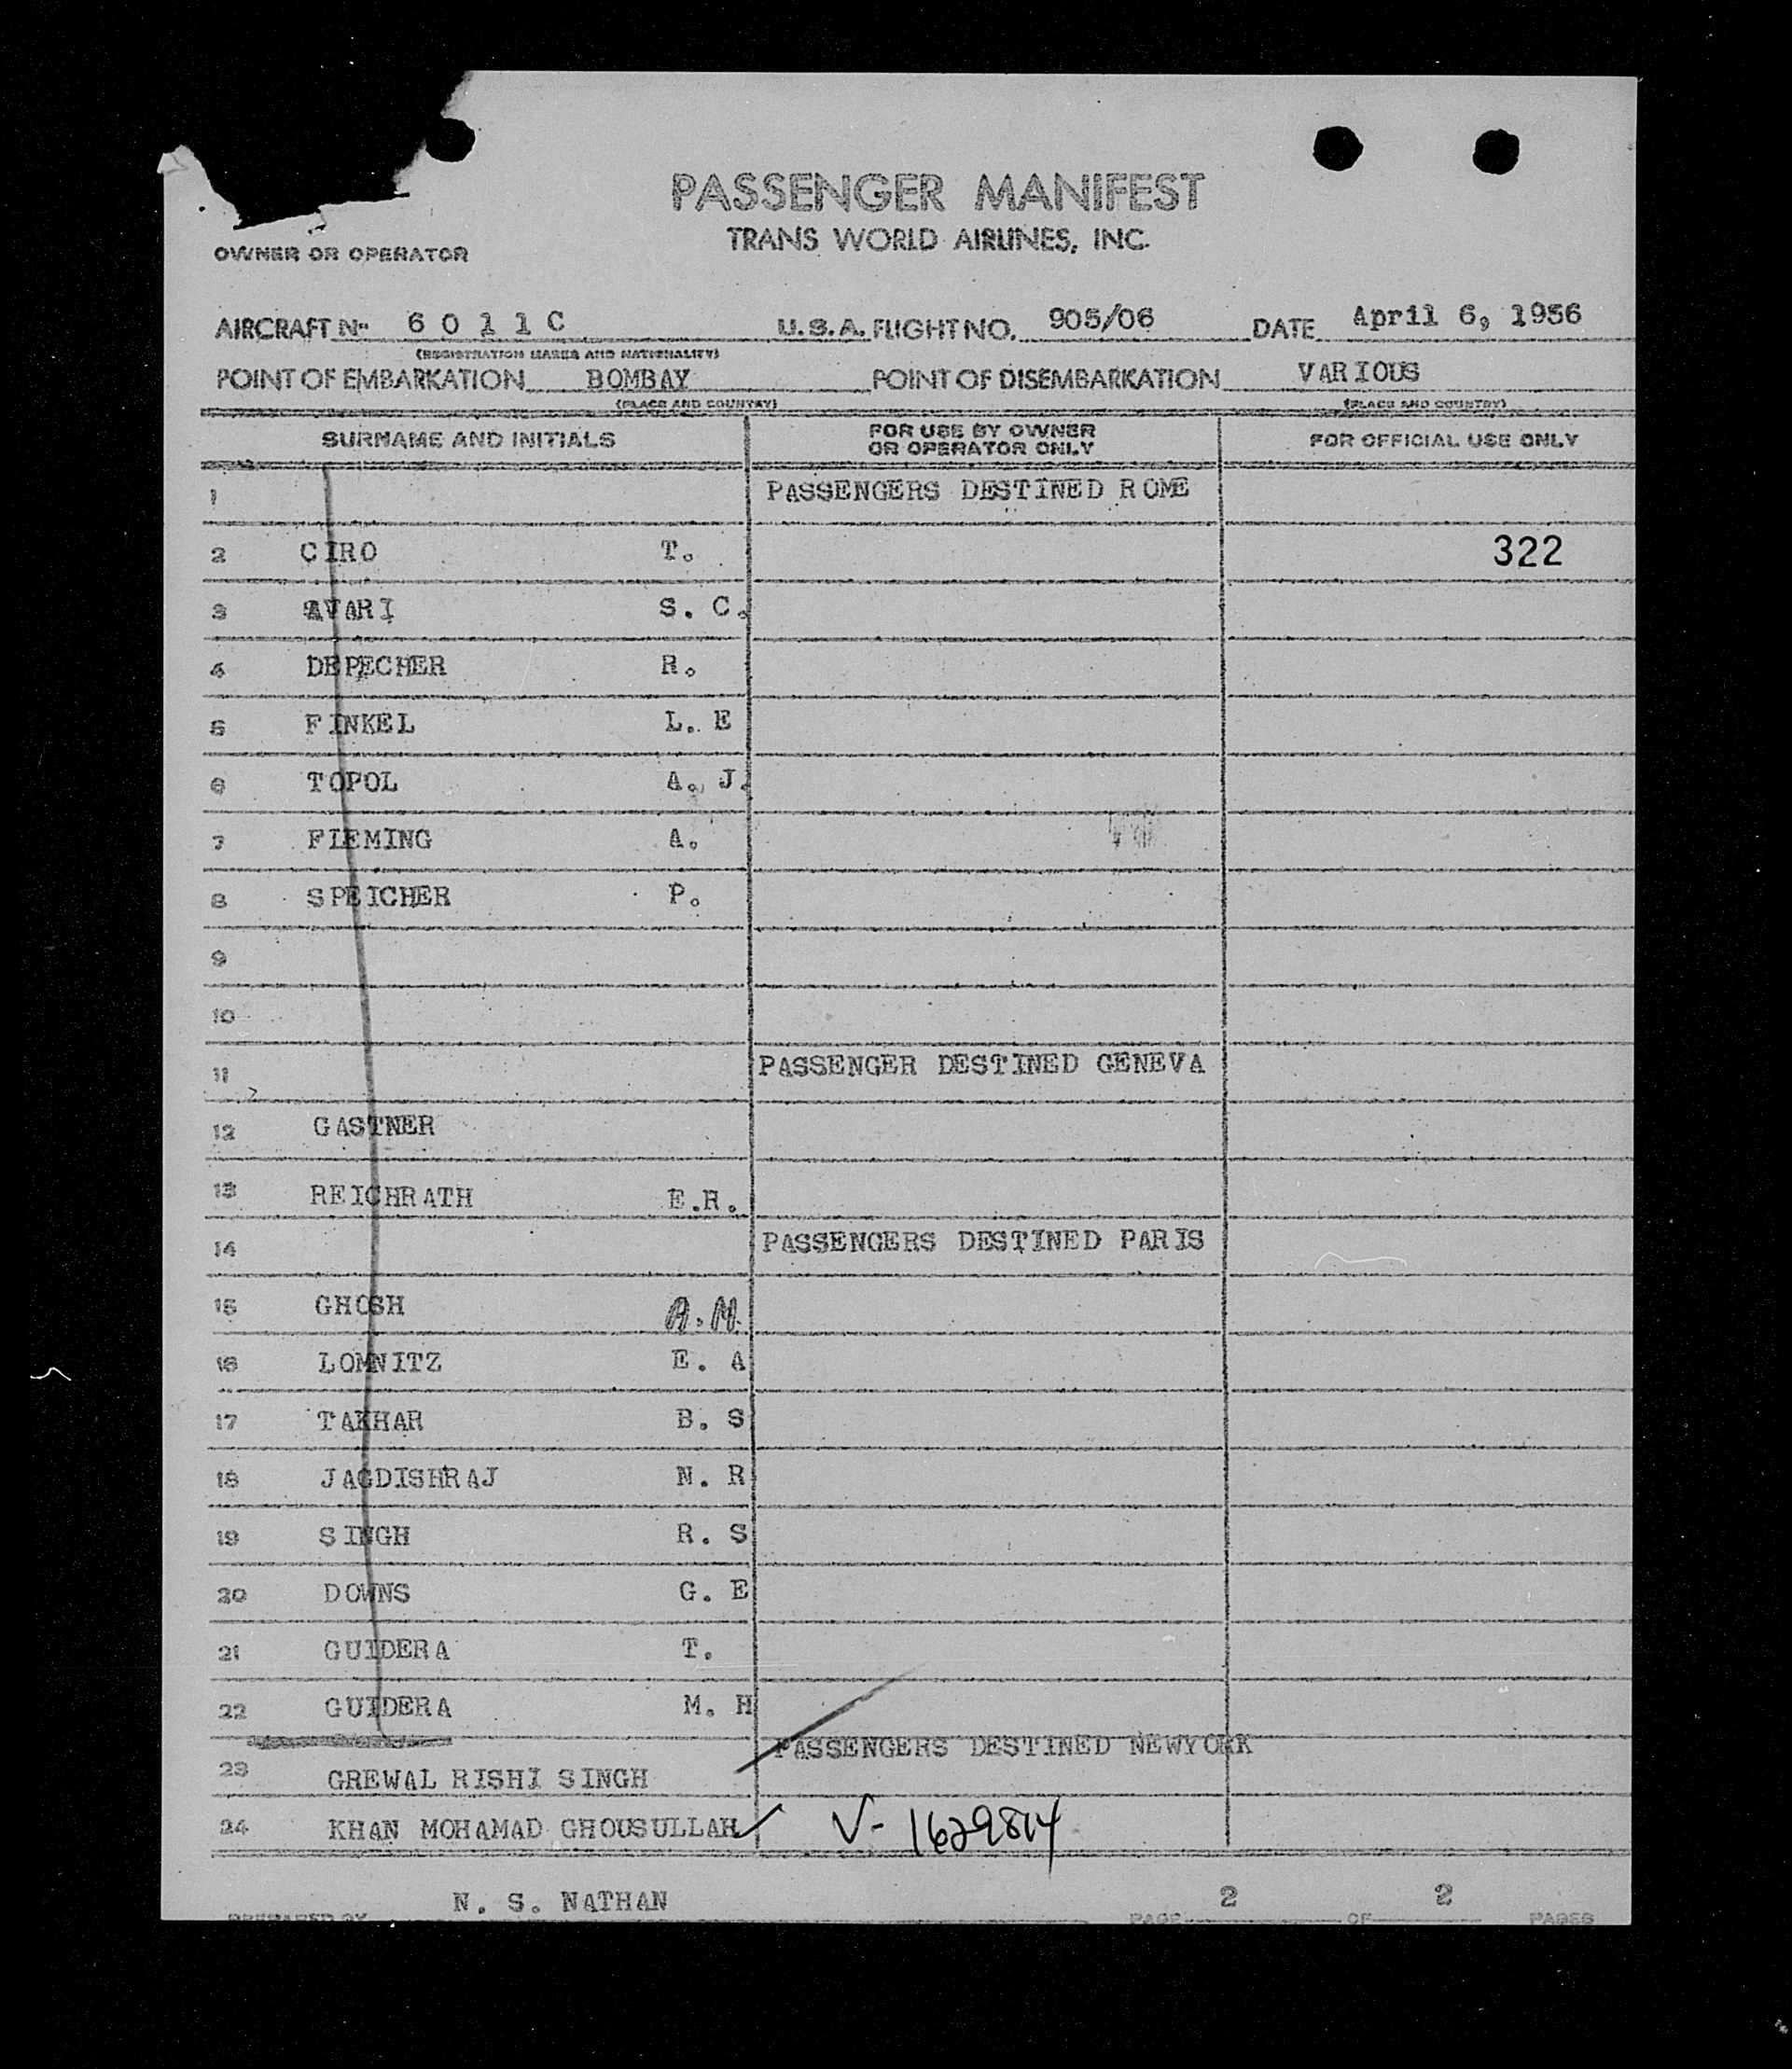 PASSENGER MANIFEST
TRANS WORLD AIRLINES, INC.
OWNER OR OPERATOR
AIRCRAFT No. 6 0 1 1 C U.S.A. FLIGHT NO. 905/06 DATE April 6, 1956
(REGISTRATION MARKS AND NATIONALITY)
POINT OF EMBARKATION BOMBAY POINT OF DISEMBARKATION VARIOUS
(PLACE AND COUNTRY) (PLACE AND COUNTRY)
SURNAME AND INITIALS FOR USE BY OWNER OR OPERATOR ONLY FOR OFFICIAL USE ONLY
1 PASSENGERS DESTINED ROME
2 CIRO T. 322
3 AVARI S. C.
4 DEPECHER R.
5 FINKEL L. E
6 TOPOL A. J.
7 FLEMING A.
8 SPEICHER P.
9
10
11 PASSENGER DESTINED GENEVA
12 GASTNER
13 REICHRATH E.R.
14 PASSENGERS DESTINED PARIS
15 GHOSH A.M.
16 LOMNITZ E. A
17 TAKHAR B. S
18 JAGDISHRAJ N. R
19 SINGH R. S
20 DOWNS G. E
21 GUIDERA T.
22 GUIDERA M. H
PASSENGERS DESTINED NEWYORK
23 GREWAL RISHI SINGH
24 KHAN MOHAMAD GHOUSULLAH ✓ V-1629814
N. S. NATHAN 2 2
PREPARED BY PAGE OF PAGES